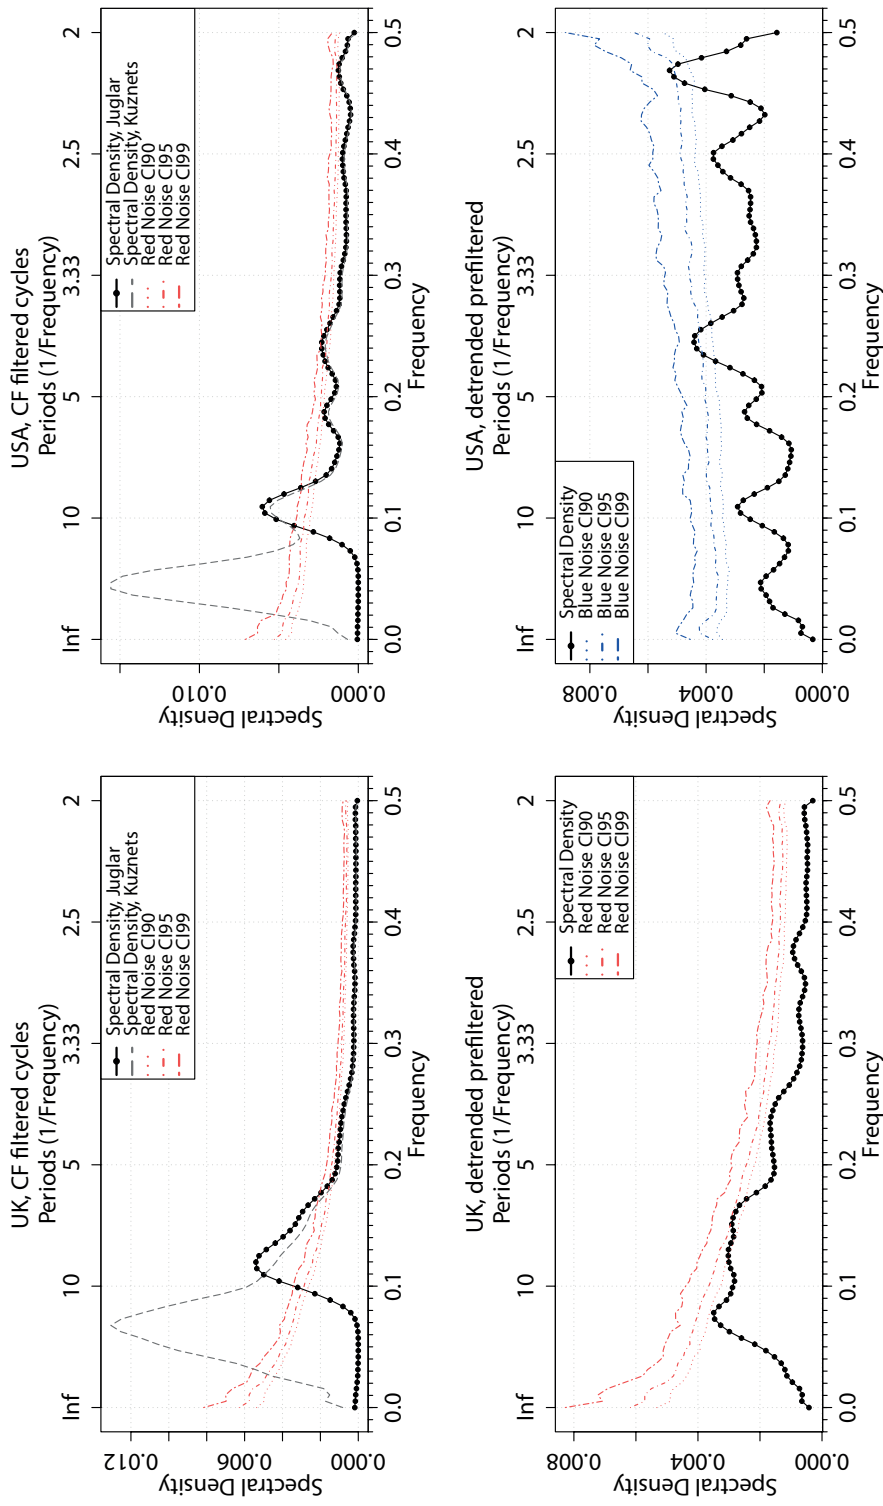 UK, CF filtered cycles
Periods (1/Frequency)
Inf 10 5 3.33 2.5 2
Spectral Density, Juglar
Spectral Density, Kuznets
Red Noise CI90
Red Noise CI95
Red Noise CI99
Spectral Density
0.000 0.006 0.012
0.0 0.1 0.2 0.3 0.4 0.5
Frequency
USA, CF filtered cycles
Periods (1/Frequency)
Inf 10 5 3.33 2.5 2
Spectral Density, Juglar
Spectral Density, Kuznets
Red Noise CI90
Red Noise CI95
Red Noise CI99
Spectral Density
0.000 0.010
0.0 0.1 0.2 0.3 0.4 0.5
Frequency
UK, detrended prefiltered
Periods (1/Frequency)
Inf 10 5 3.33 2.5 2
Spectral Density
Red Noise CI90
Red Noise CI95
Red Noise CI99
Spectral Density
0.000 0.004 0.008
0.0 0.1 0.2 0.3 0.4 0.5
Frequency
USA, detrended prefiltered
Periods (1/Frequency)
Inf 10 5 3.33 2.5 2
Spectral Density
Blue Noise CI90
Blue Noise CI95
Blue Noise CI99
Spectral Density
0.000 0.004 0.008
0.0 0.1 0.2 0.3 0.4 0.5
Frequency